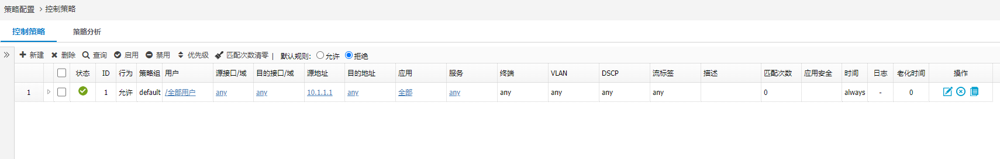 策略配置 > 控制策略
控制策略 策略分析
新建 删除 查询 启用 禁用 优先级 匹配次数清零 | 默认规则: 允许 拒绝
状态 ID 行为 策略组 用户 源接口/域 目的接口/域 源地址 目的地址 应用 服务 终端 VLAN DSCP 流标签 描述 匹配次数 应用安全 时间 日志 老化时间 操作
1 1 允许 default /全部用户 any any 10.1.1.1 any 全部 any any any any any 0 always - 0